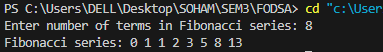 PS C:\Users\DELL\Desktop\SOHAM\SEM3\FODSA> cd "c:\User
Enter number of terms in Fibonacci series: 8
Fibonacci series: 0 1 1 2 3 5 8 13